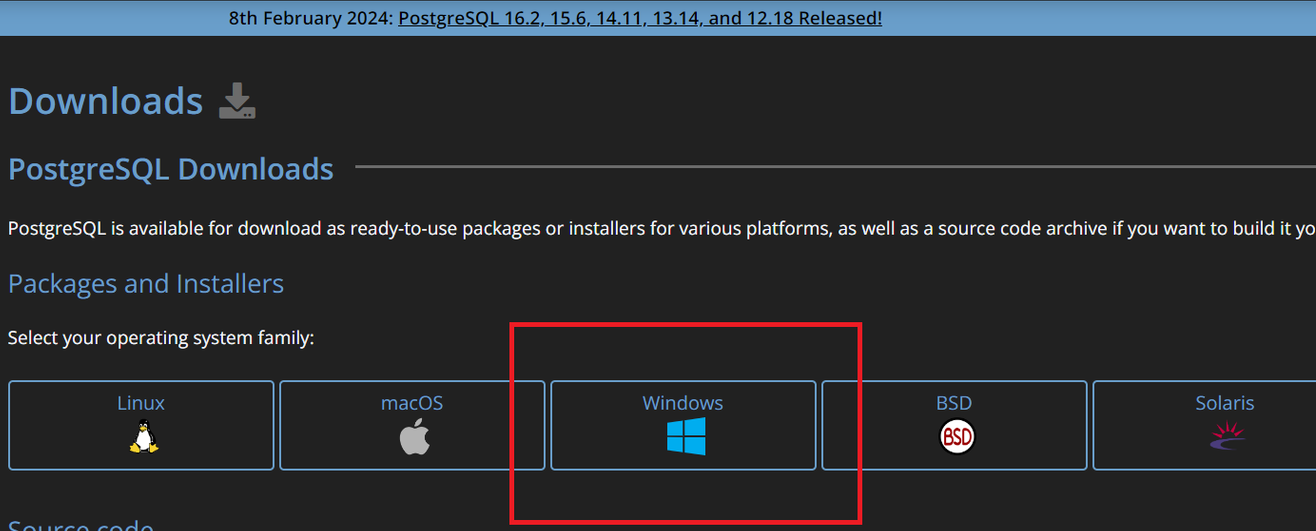 8th February 2024: PostgreSQL 16.2, 15.6, 14.11, 13.14, and 12.18 Released!
Downloads
PostgreSQL Downloads
PostgreSQL is available for download as ready-to-use packages or installers for various platforms, as well as a source code archive if you want to build it yo
Packages and Installers
Select your operating system family:
Linux
macOS
Windows
BSD
Solaris
BSD
Source code